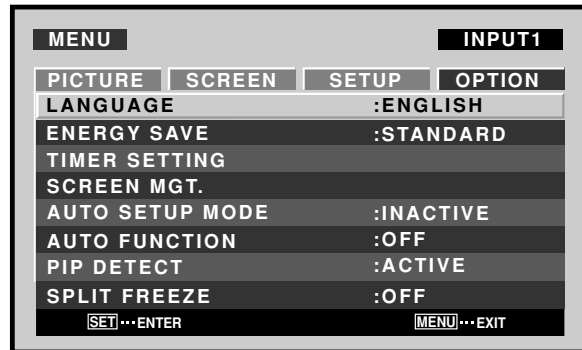 MENU INPUT1
PICTURE SCREEN SETUP OPTION
LANGUAGE :ENGLISH
ENERGY SAVE :STANDARD
TIMER SETTING
SCREEN MGT.
AUTO SETUP MODE :INACTIVE
AUTO FUNCTION :OFF
PIP DETECT :ACTIVE
SPLIT FREEZE :OFF
SET···ENTER MENU···EXIT